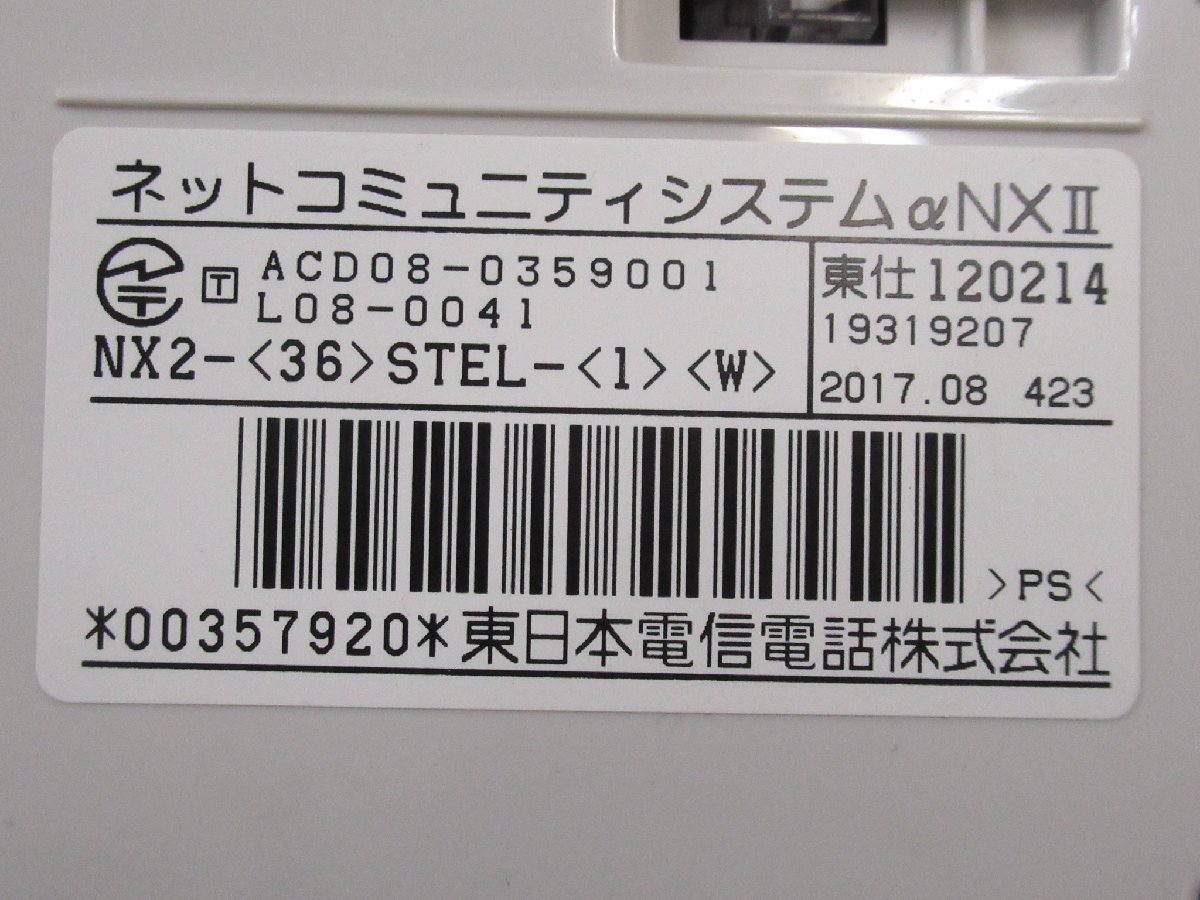 ネットコミュニティシステムαNXⅡ
T ACD08-0359001
L08-0041
NX2-<36>STEL-<1><W>
東仕120214
19319207
2017.08 423
>PS<
*00357920*東日本電信電話株式会社